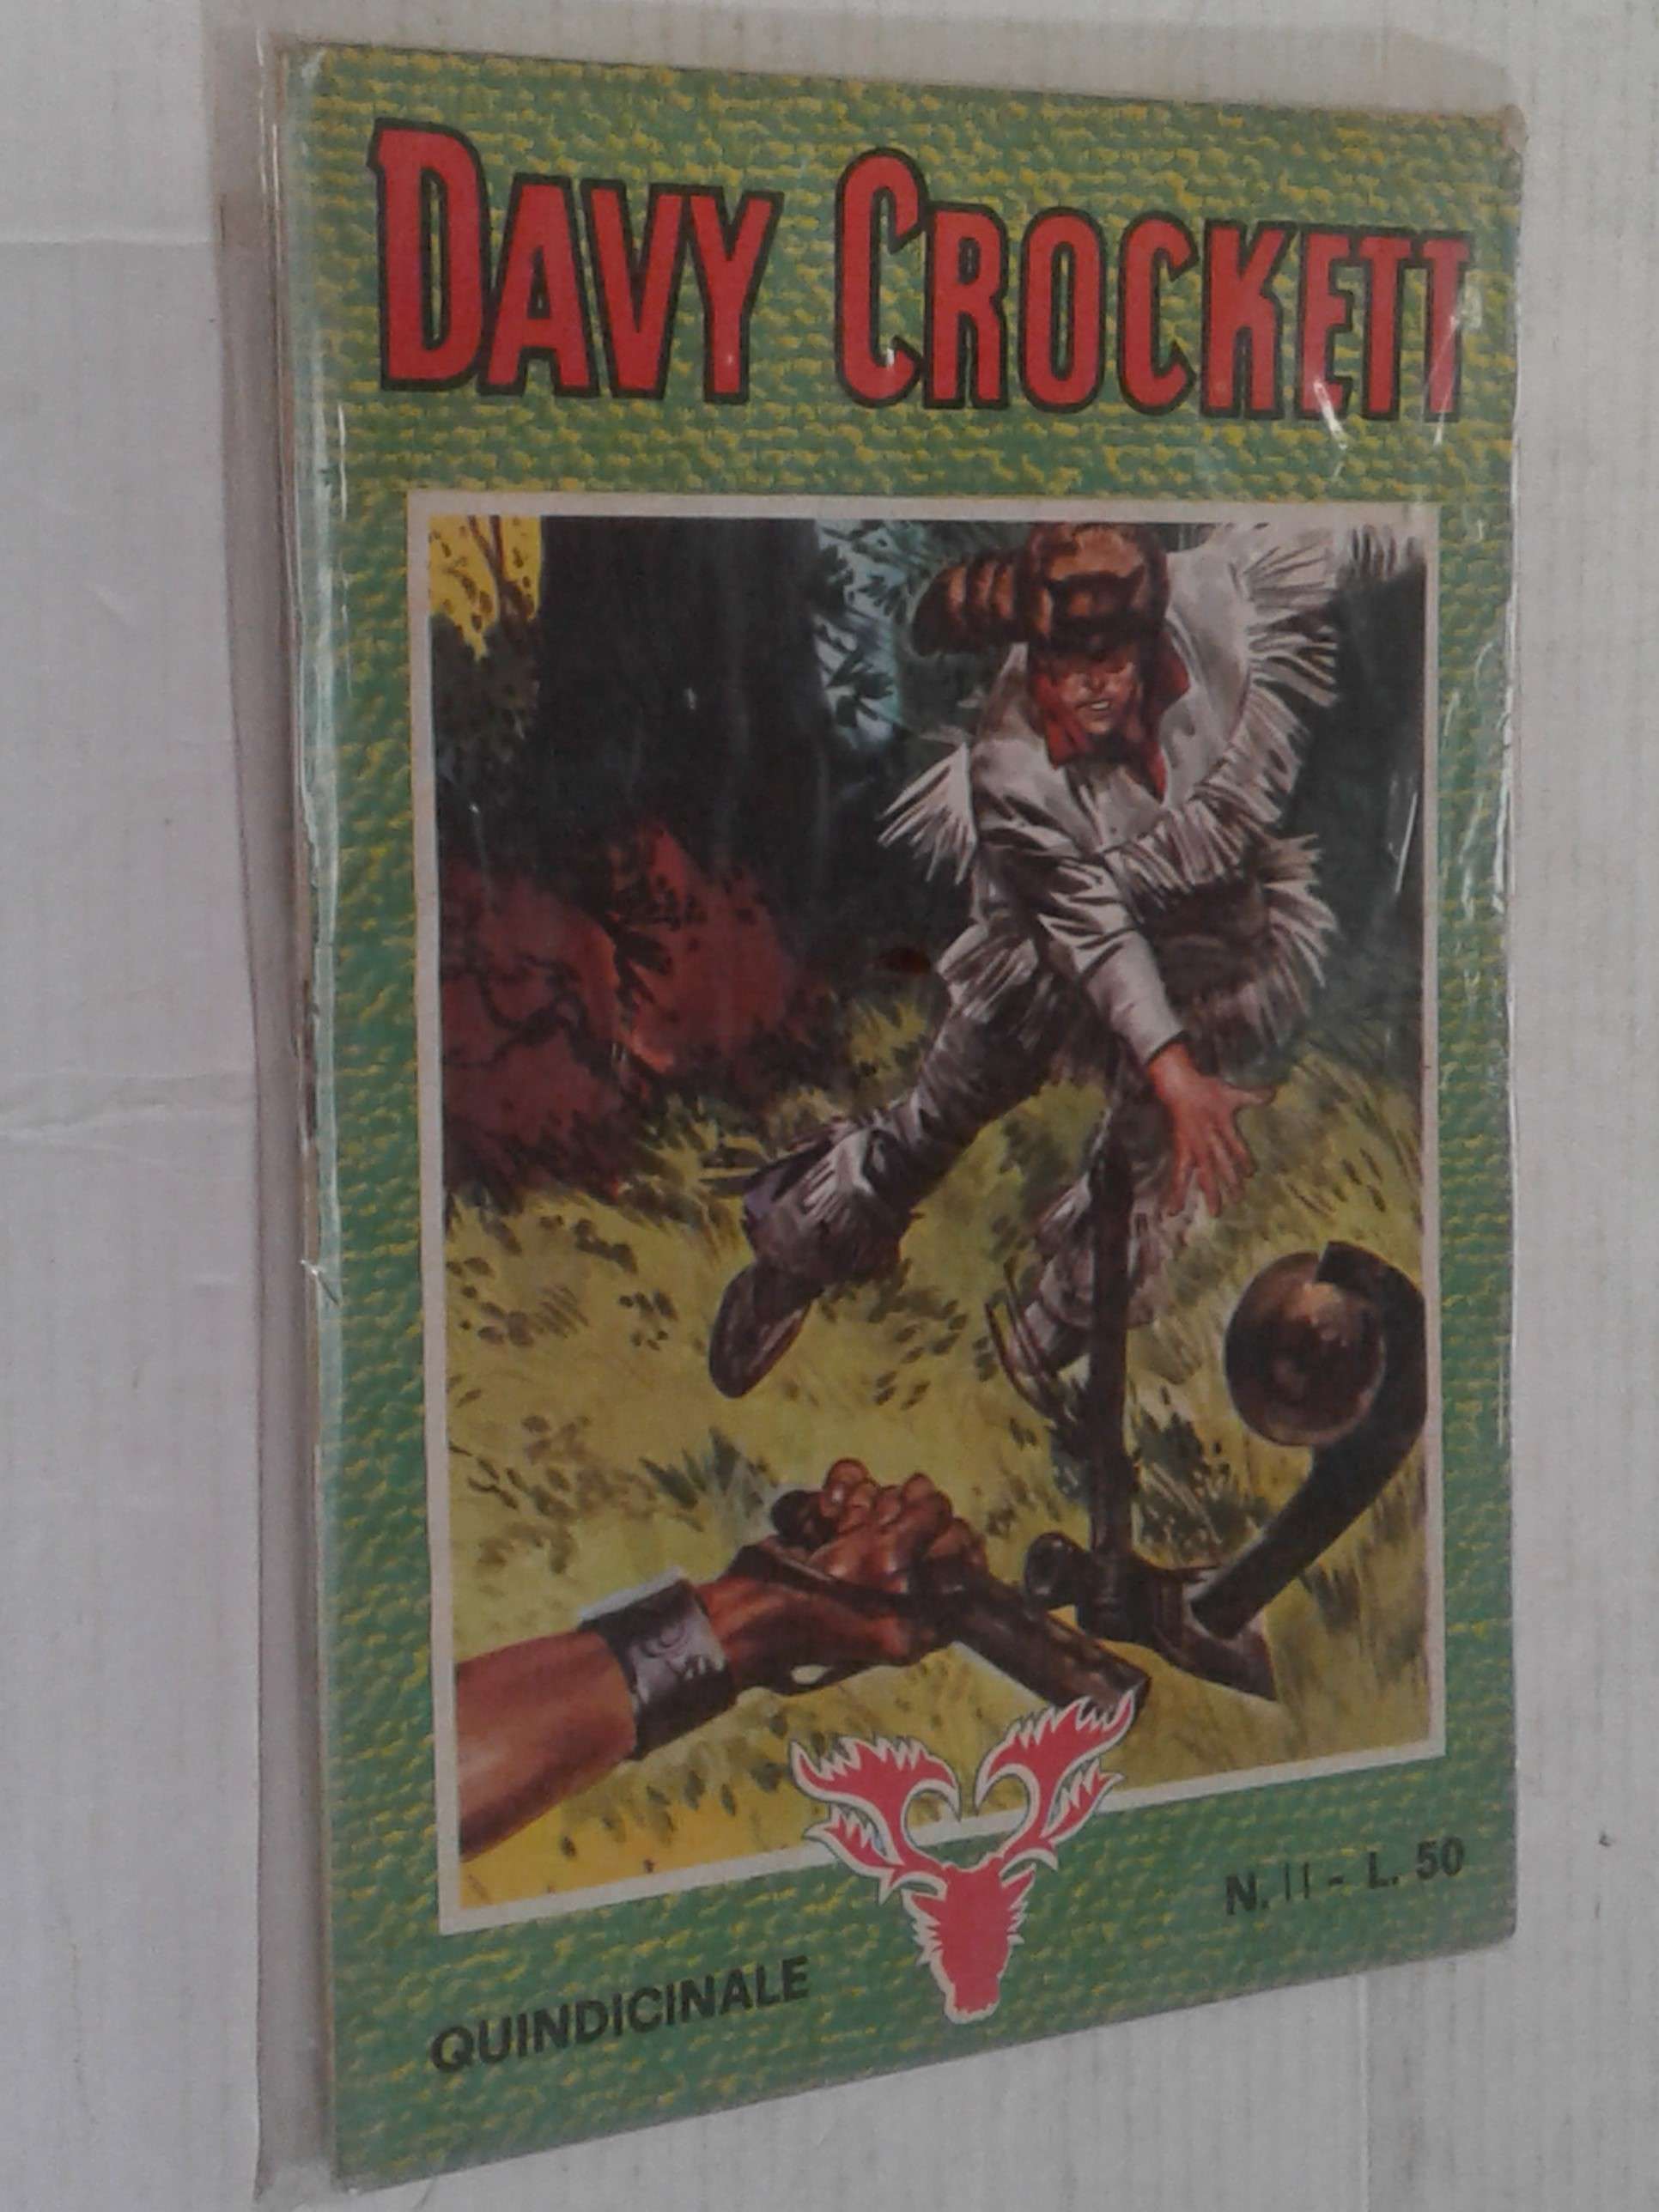 DAVY CROCKETT
N. 11 - L. 50
QUINDICINALE